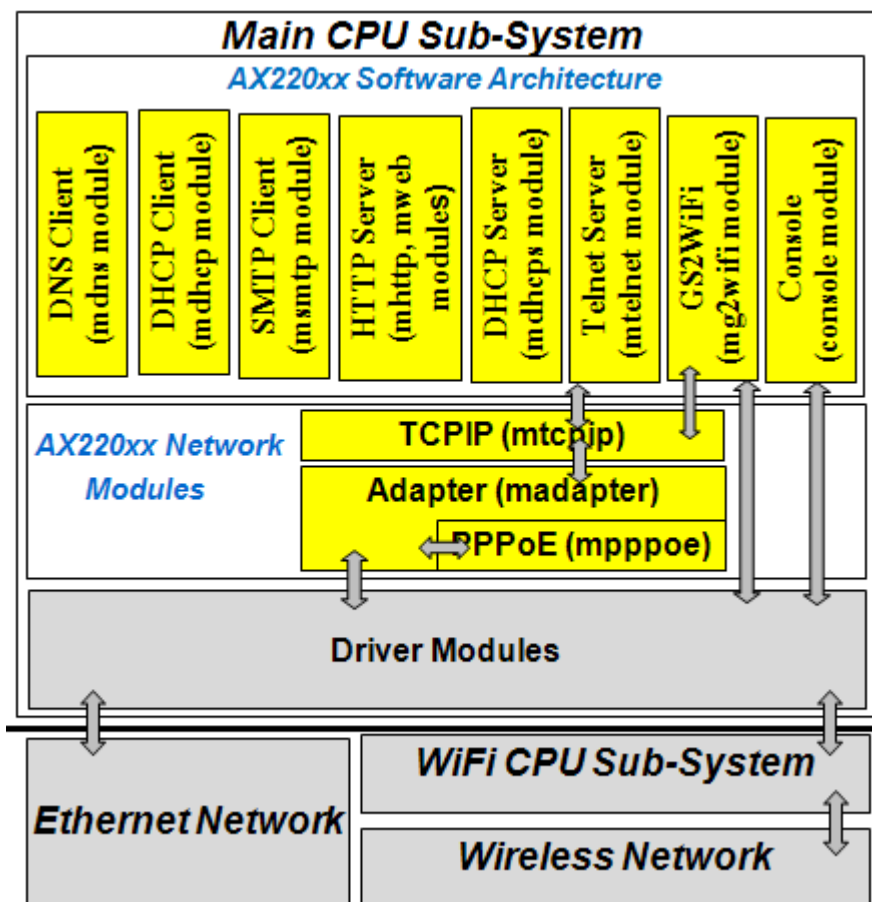 Main CPU Sub-System
AX220xx Software Architecture
DNS Client
(mdns module)
DHCP Client
(mdhcp module)
SMTP Client
(msmtp module)
HTTP Server
(mhttp, mweb
modules)
DHCP Server
(mdhcps module)
Telnet Server
(mtelnet module)
GS2WiFi
(mg2wifi module)
Console
(console module)
AX220xx Network
Modules
TCPIP (mtcpip)
Adapter (madapter)
PPPoE (mpppoe)
Driver Modules
Ethernet Network
WiFi CPU Sub-System
Wireless Network